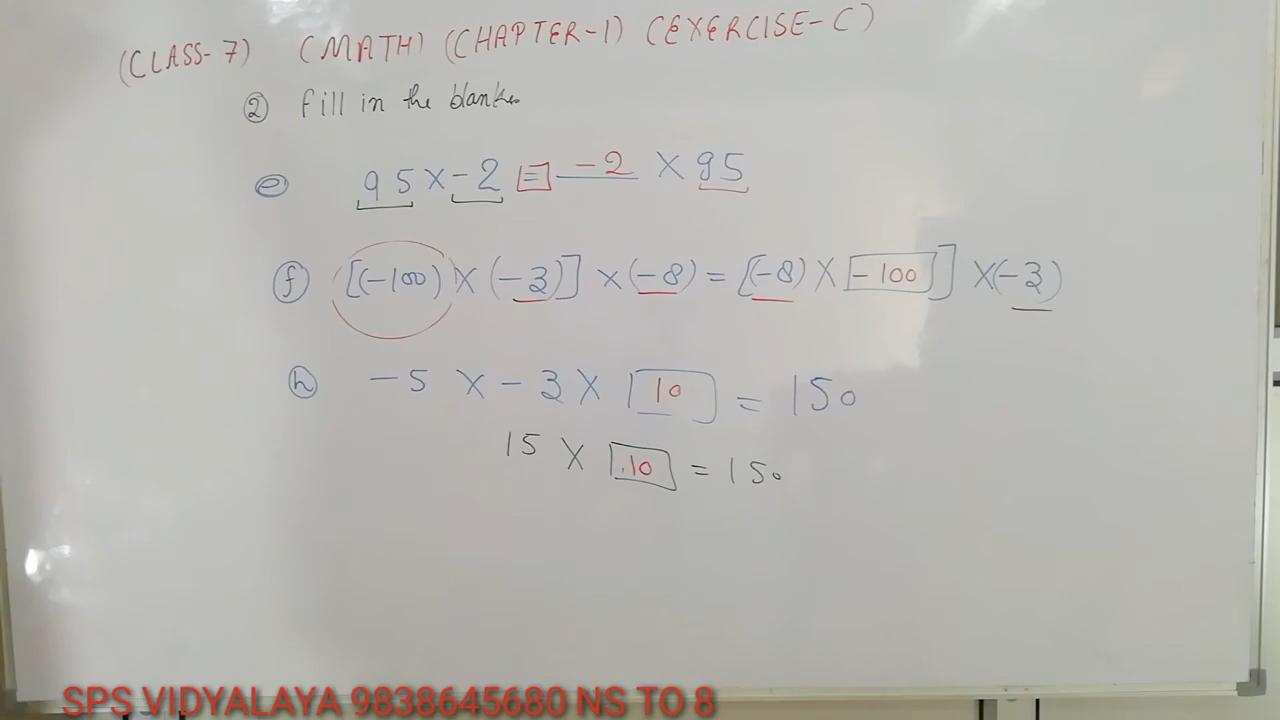 (CLASS-7) (MATH) (CHAPTER-1) (EXERCISE-C)
② Fill in the blanks
ⓔ 95 × -2 = -2 × 95
ⓕ [(-100) × (-3)] × (-8) = [(-8) × -100] × (-3)
ⓗ -5 × -3 × 10 = 150
15 × 10 = 150
SPS VIDYALAYA 9838645680 NS TO 8